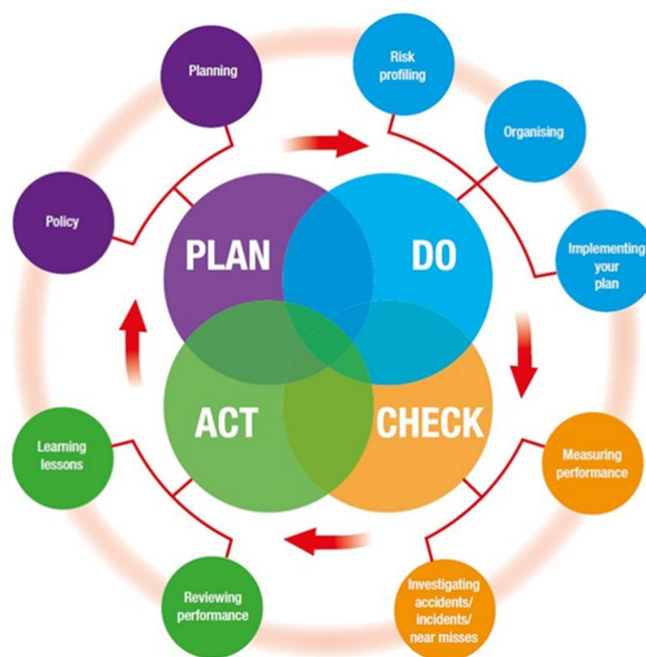 Planning
Risk
profiling
Organising
Policy
PLAN
DO
Implementing
your
plan
ACT
CHECK
Learning
lessons
Measuring
performance
Reviewing
performance
Investigating
accidents/
incidents/
near misses